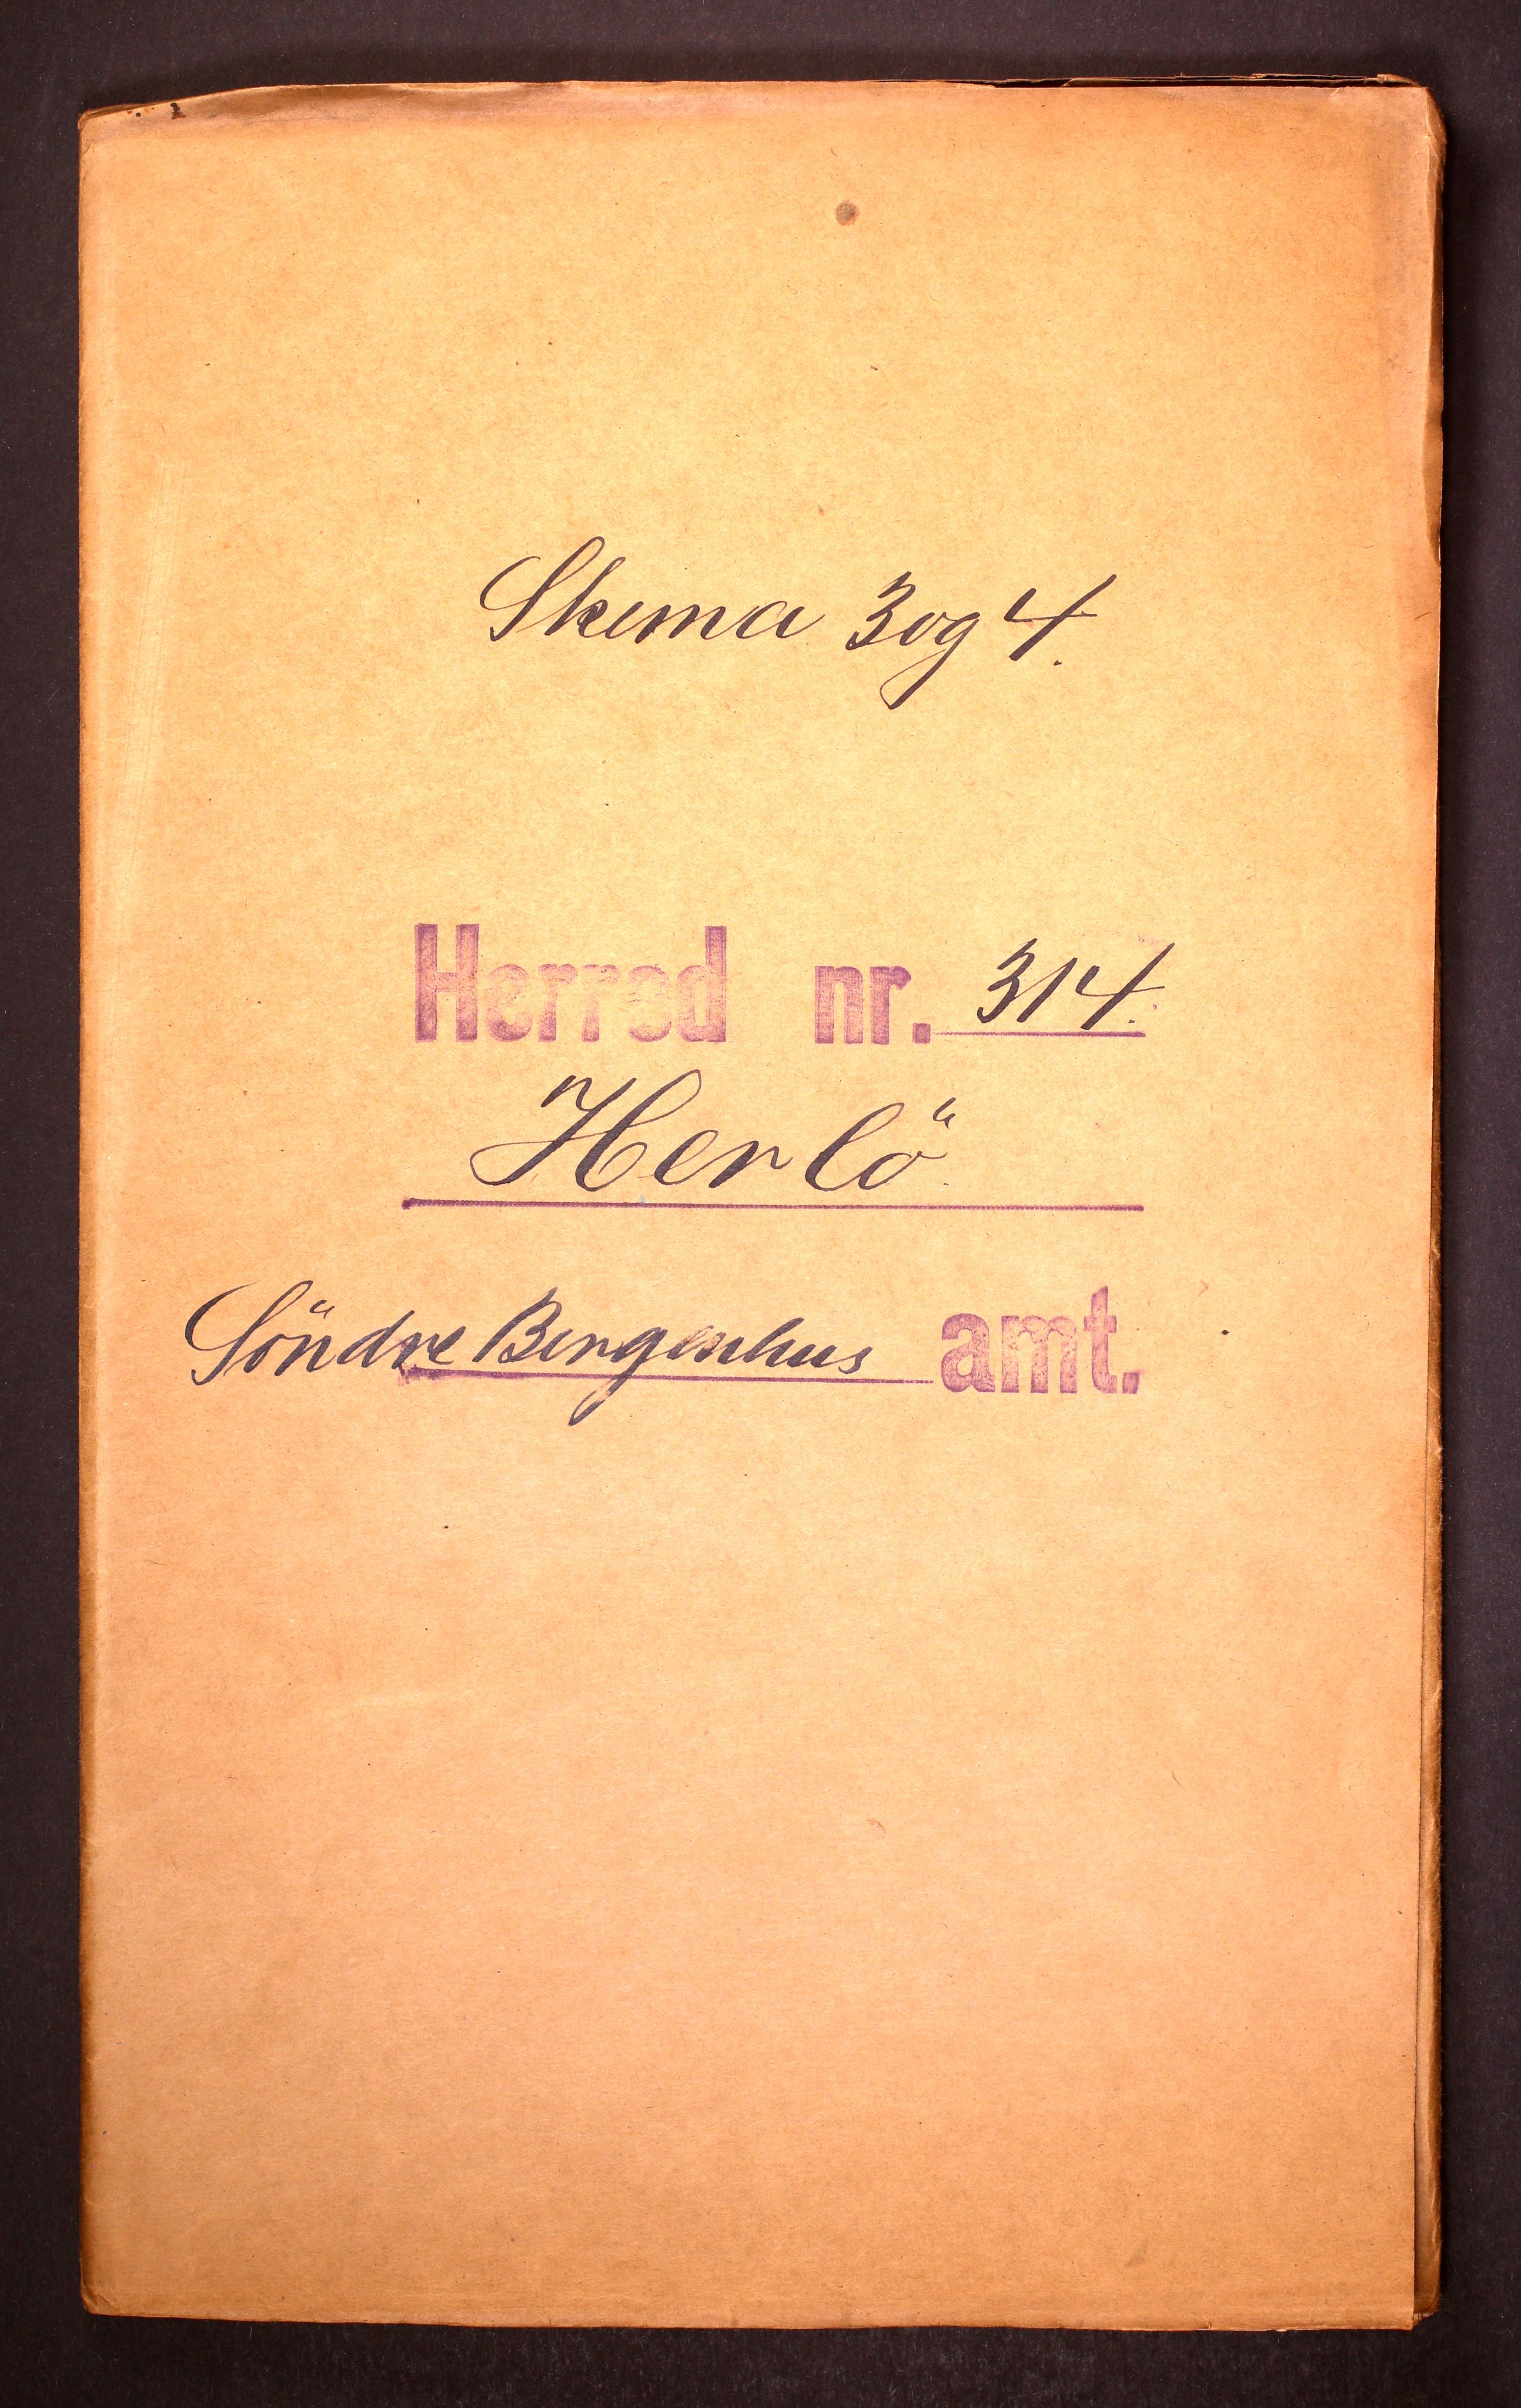 Skema 3 og 4.
Herred nr. 314.
Herlö.
Söndre Bergenhus amt.